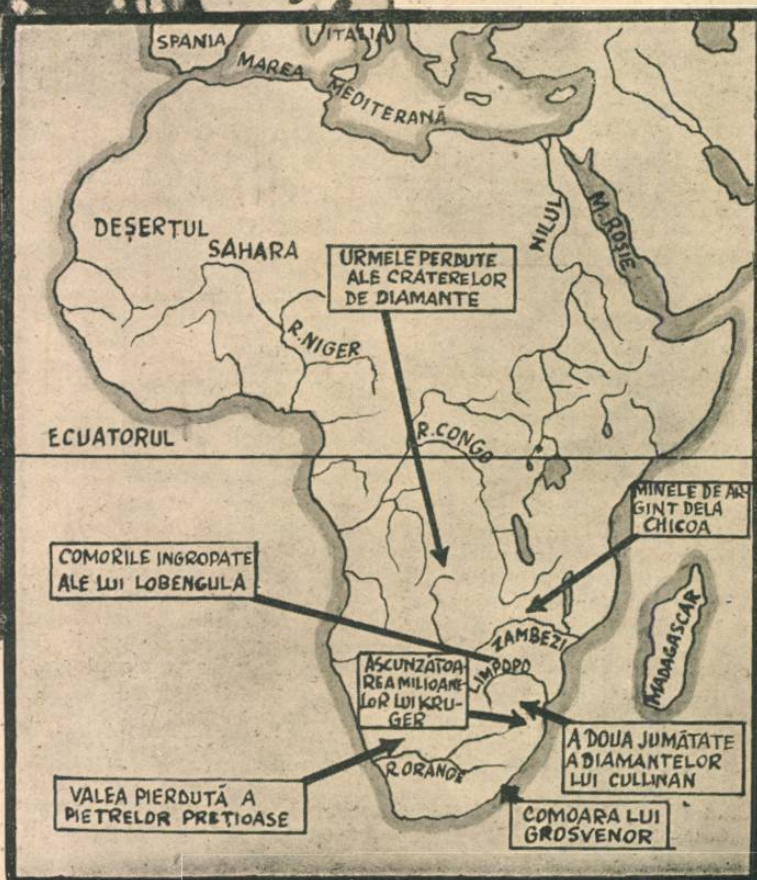 SPANIA
ITALIA
MAREA
MEDITERANĂ
DEȘERTUL
SAHARA
NILUL
M. ROȘIE
URMELE PERDUTE
ALE CRATERELOR
DE DIAMANTE
R. NIGER
ECUATORUL
R. CONGO
MINELE DE AR-
GINT DELA
CHICOA
COMORILE INGROPATE
ALE LUI LOBENGULA
ZAMBEZI
MADAGASCAR
LIMPOPO
ASCUNZĂTOA-
REA MILIOANE-
LOR LUI KRU-
GER
A DOUA JUMĂTATE
A DIAMANTELOR
LUI CULLINAN
R. ORANGE
VALEA PIERDUTĂ A
PIETRELOR PREȚIOASE
COMOARA LUI
GROSVENOR